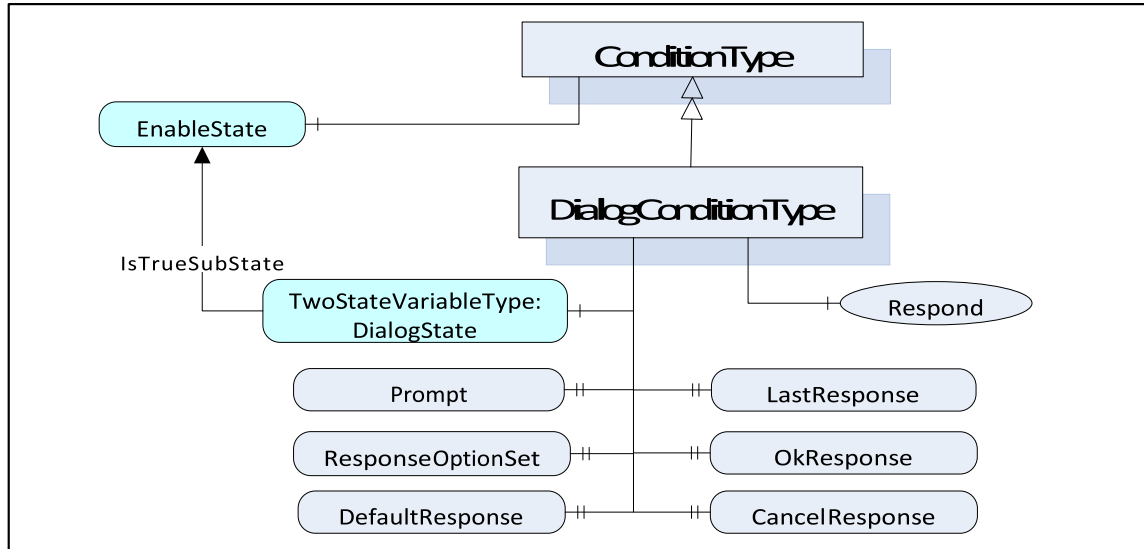 ConditionType
EnableState
DialogConditionType
IsTrueSubState
TwoStateVariableType:
DialogState
Respond
Prompt
LastResponse
ResponseOptionSet
OkResponse
DefaultResponse
CancelResponse